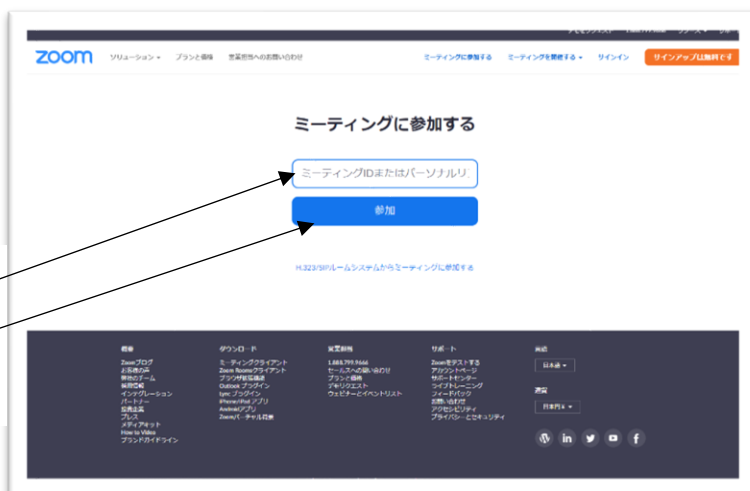 zoom
ソリューション プランと価格 営業担当へのお問い合わせ ミーティングに参加する ミーティングを開催する サインイン サインアップは無料です
ミーティングに参加する
ミーティングIDまたはパーソナルリ
参加
H.323/SIPルームシステムからミーティングに参加する
概要
Zoomブログ
お客様の声
採用情報
インテグレーション
パートナー
投資企業
プレス
メディアキット
How to Video
ブランドガイドライン
ダウンロード
ミーティングクライアント
Zoom Roomsクライアント
ブラウザ拡張機能
Outlook プラグイン
Lync プラグイン
iPhone/iPad アプリ
Androidアプリ
Zoomバーチャル背景
営業担当
1.888.799.9666
セールスへの問い合わせ
プランと価格
デモリクエスト
ウェビナーとイベントリスト
サポート
Zoomをテストする
アカウントページ
サポートセンター
ライブトレーニング
フィードバック
お問い合わせ
アクセシビリティ
プライバシーとセキュリティ
言語
日本語
通貨
日本円¥